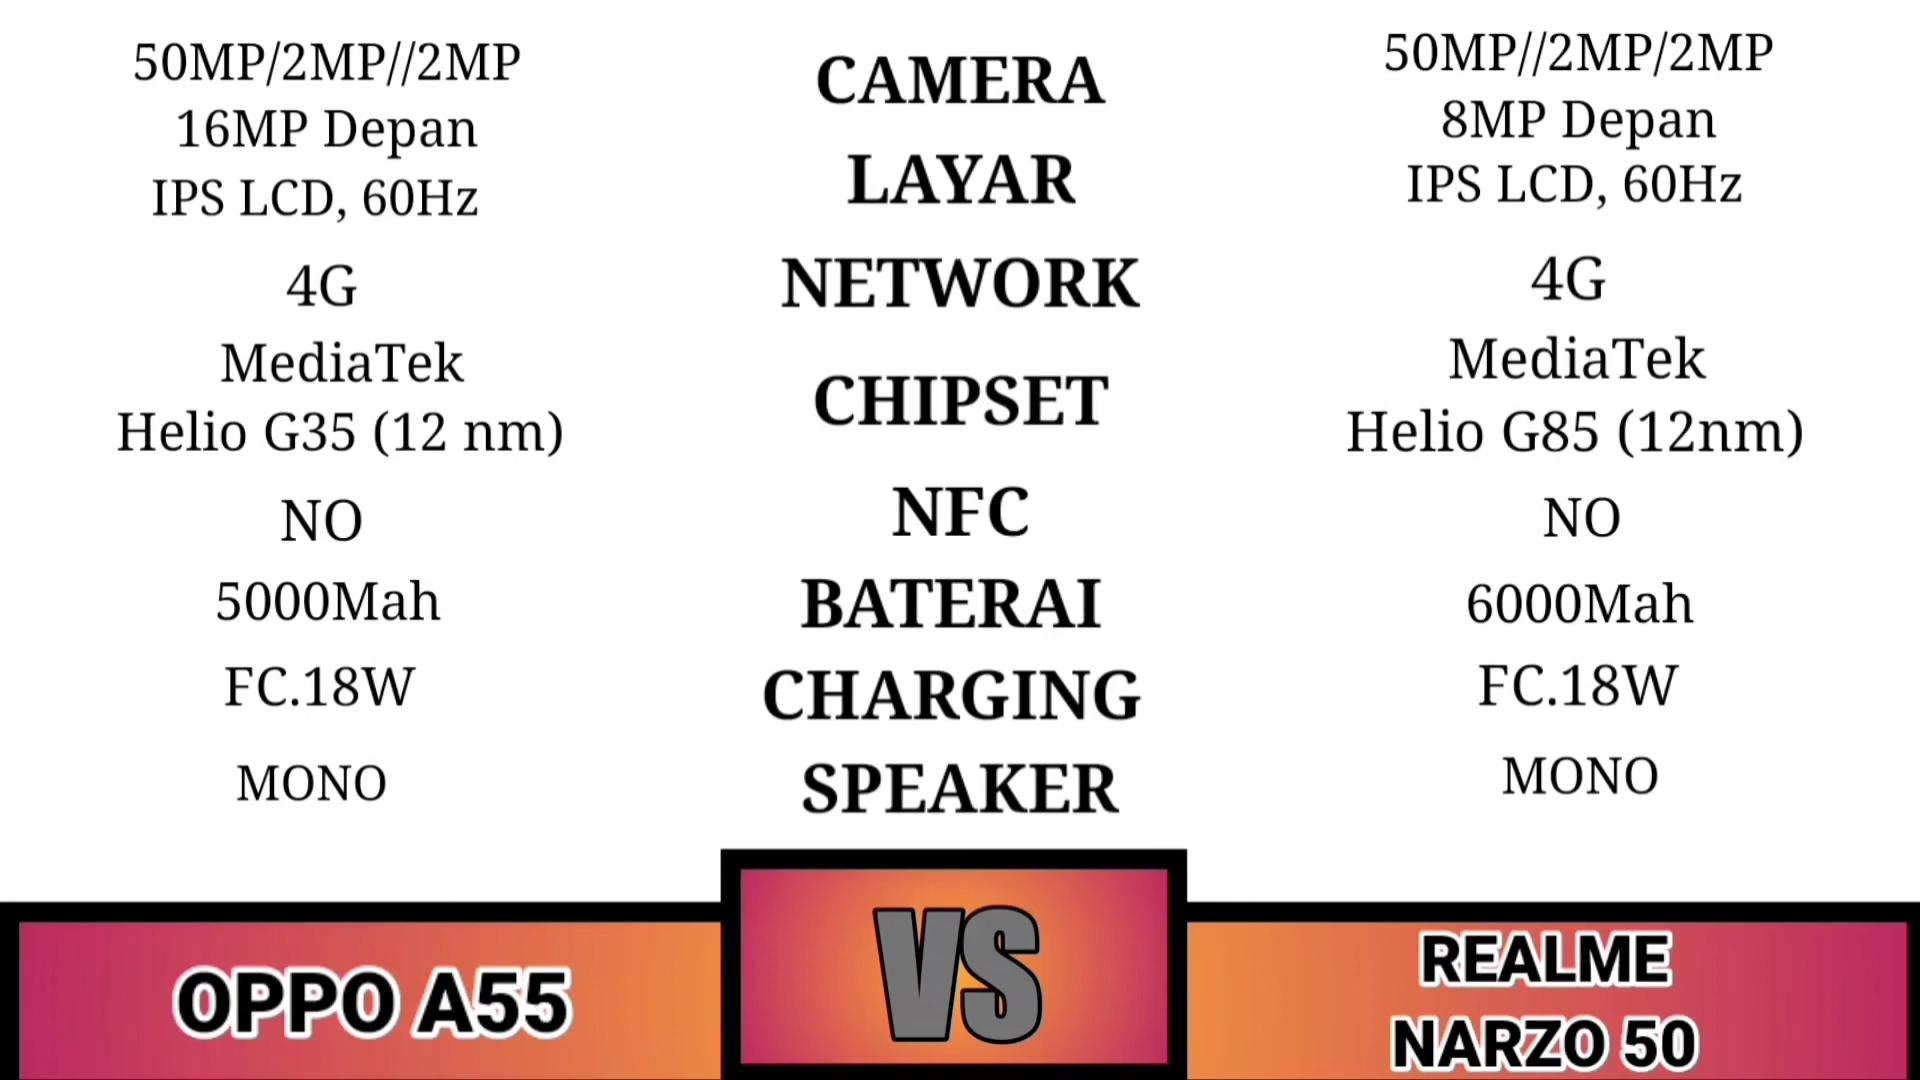 50MP/2MP//2MP
16MP Depan
CAMERA
50MP//2MP/2MP
8MP Depan
IPS LCD, 60Hz
LAYAR
IPS LCD, 60Hz
4G
NETWORK
4G
MediaTek
Helio G35 (12 nm)
CHIPSET
MediaTek
Helio G85 (12nm)
NO
NFC
NO
5000Mah
BATERAI
6000Mah
FC.18W
CHARGING
FC.18W
MONO
SPEAKER
MONO
OPPO A55
VS
REALME
NARZO 50